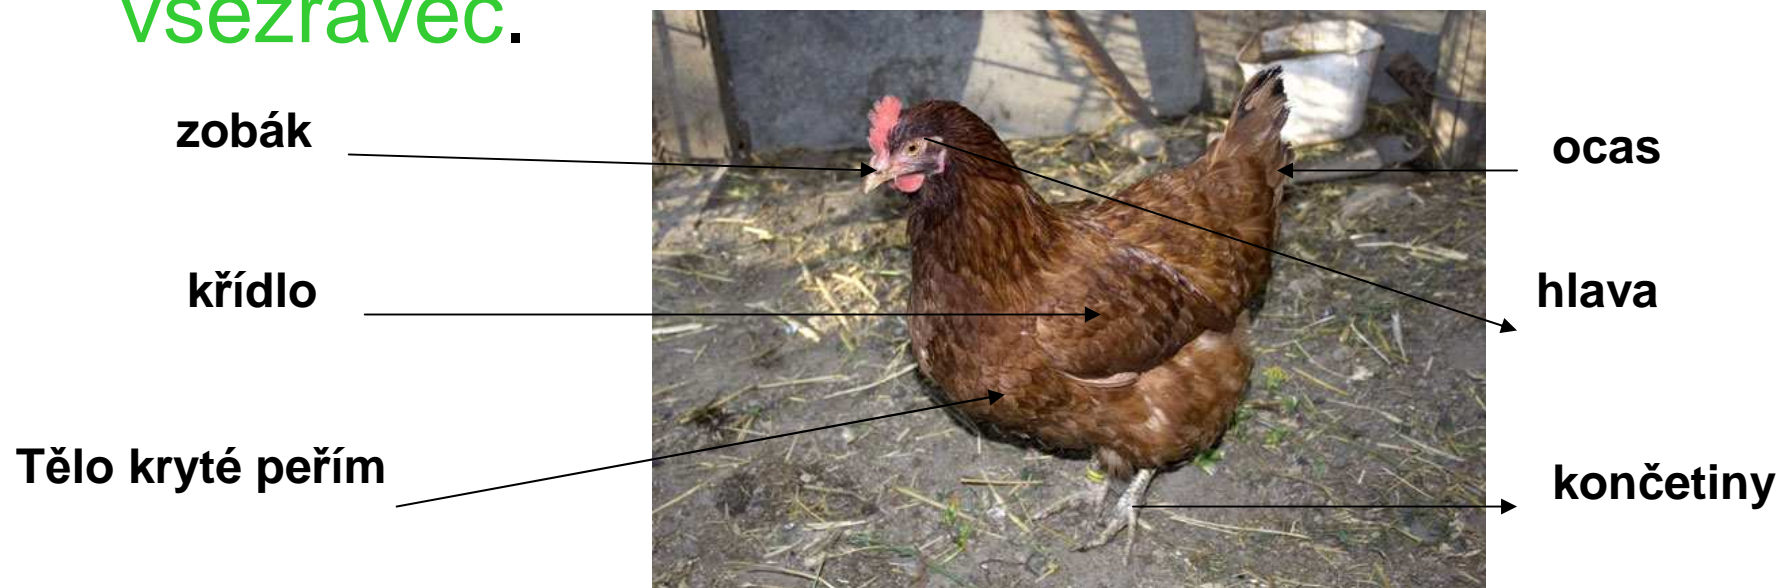 všežravec.
zobák
ocas
křídlo
hlava
Tělo kryté peřím
končetiny